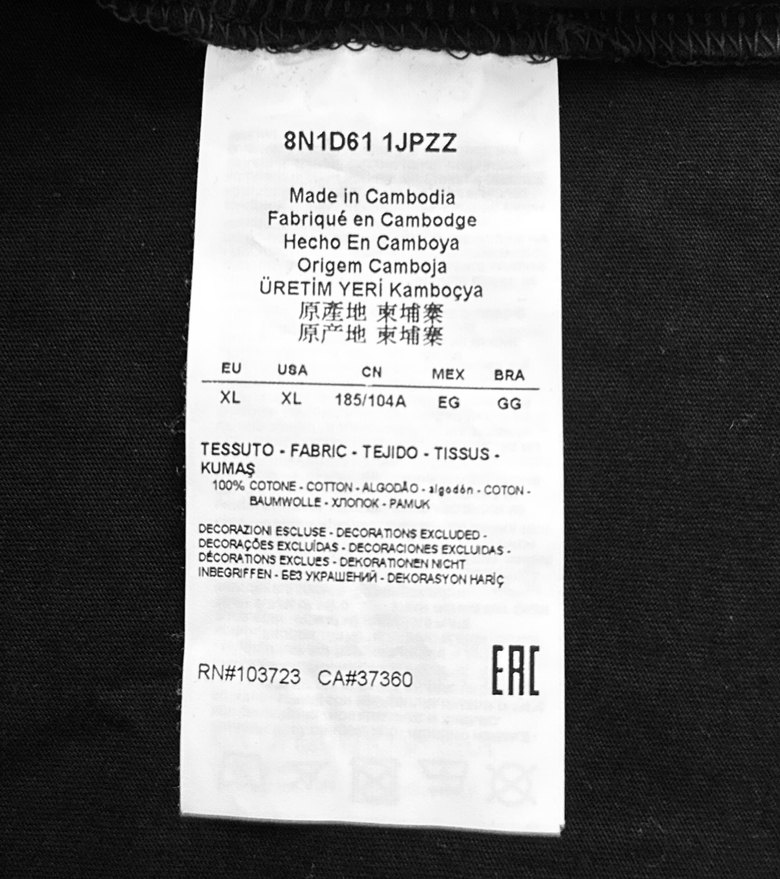 8N1D61 1JPZZ
Made in Cambodia
Fabriqué en Cambodge
Hecho En Camboya
Origem Camboja
ÜRETİM YERİ Kamboçya
原產地 柬埔寨
原产地 柬埔寨
EU USA CN MEX BRA
XL XL 185/104A EG GG
TESSUTO - FABRIC - TEJIDO - TISSUS -
KUMAŞ
100% COTONE - COTTON - ALGODÃO - algodón - COTON -
BAUMWOLLE - ХЛОПОК - PAMUK
DECORAZIONI ESCLUSE - DECORATIONS EXCLUDED -
DECORAÇÕES EXCLUÍDAS - DECORACIONES EXCLUIDAS -
DÉCORATIONS EXCLUES - DEKORATIONEN NICHT
INBEGRIFFEN - БЕЗ УКРАШЕНИЙ - DEKORASYON HARİÇ
RN#103723 CA#37360
EAC